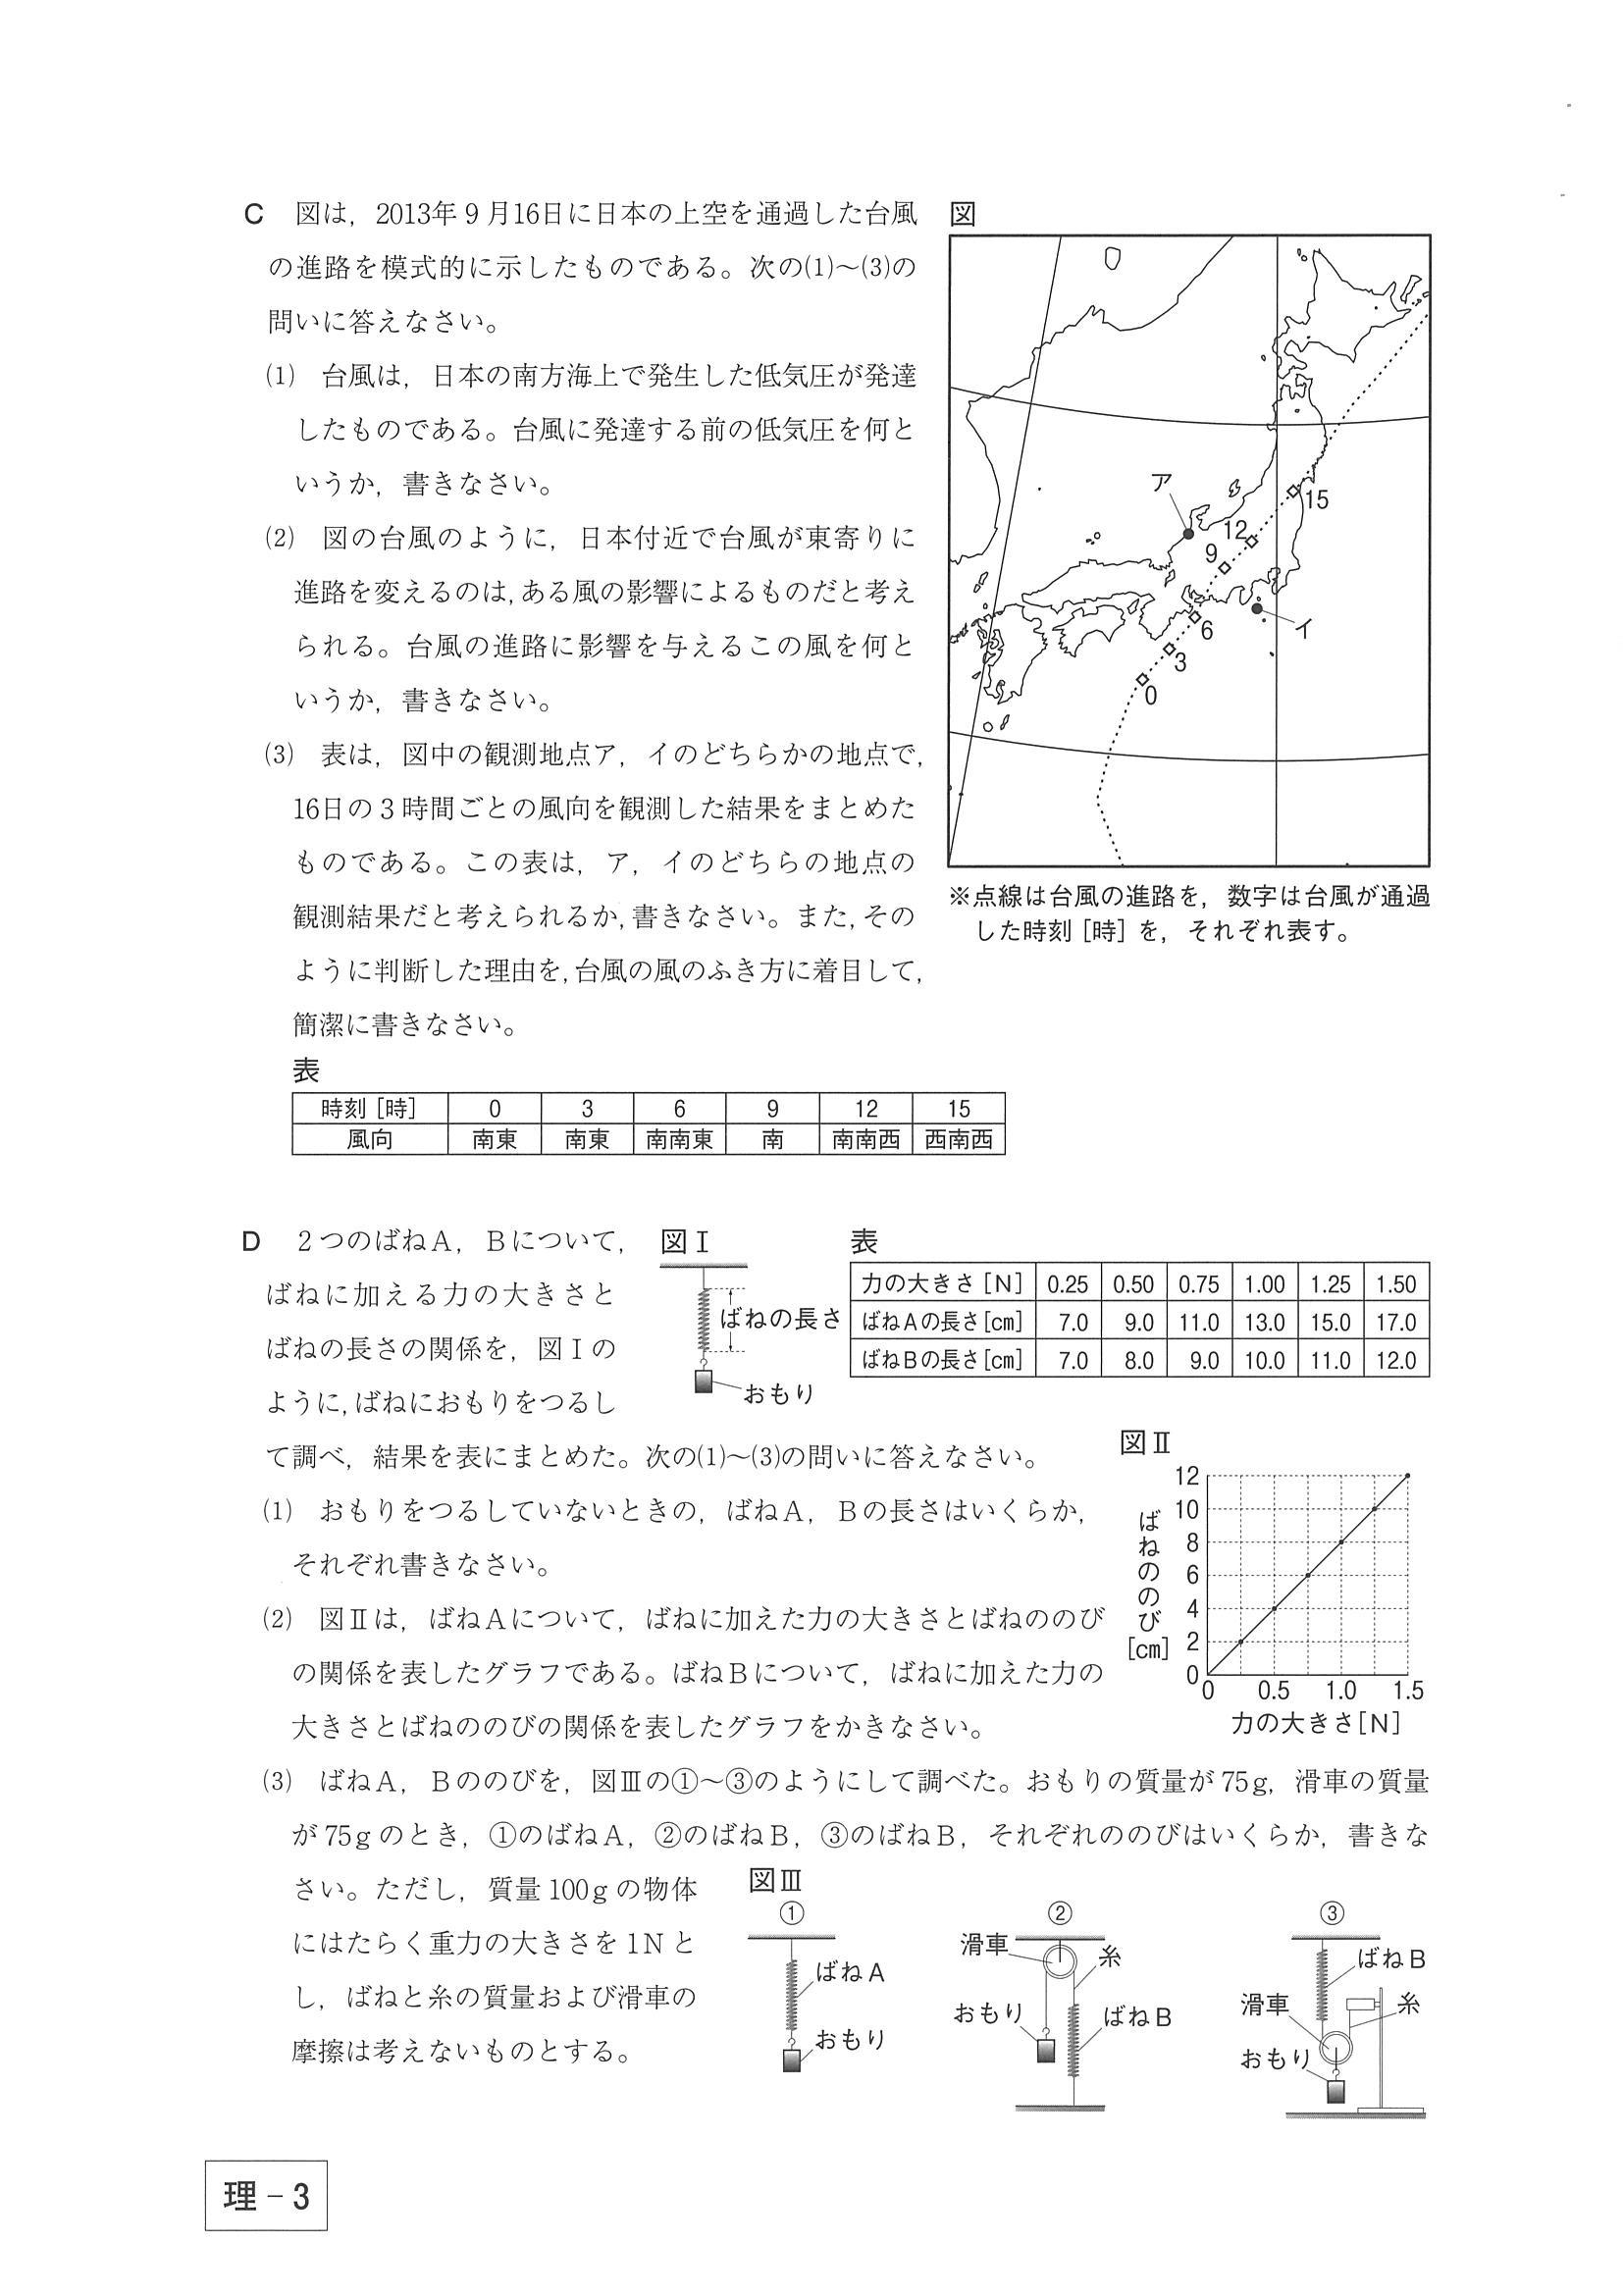 C 図は，2013年９月16日に日本の上空を通過した台風
の進路を模式的に示したものである。次の⑴～⑶の
問いに答えなさい。
⑴ 台風は，日本の南方海上で発生した低気圧が発達
したものである。台風に発達する前の低気圧を何と
いうか，書きなさい。
⑵ 図の台風のように，日本付近で台風が東寄りに
進路を変えるのは，ある風の影響によるものだと考え
られる。台風の進路に影響を与えるこの風を何と
いうか，書きなさい。
⑶ 表は，図中の観測地点ア，イのどちらかの地点で，
16日の３時間ごとの風向を観測した結果をまとめた
ものである。この表は，ア，イのどちらの地点の
観測結果だと考えられるか，書きなさい。また，その
ように判断した理由を，台風の風のふき方に着目して，
簡潔に書きなさい。
図
ア
15
12
9
イ
6
3
0
※点線は台風の進路を，数字は台風が通過
した時刻［時］を，それぞれ表す。
表
時刻［時］ 0 3 6 9 12 15
風向 南東 南東 南南東 南 南南西 西南西
D ２つのばねＡ，Ｂについて，
ばねに加える力の大きさと
ばねの長さの関係を，図Ⅰの
ように，ばねにおもりをつるし
て調べ，結果を表にまとめた。次の⑴～⑶の問いに答えなさい。
図Ⅰ
ばねの長さ
おもり
表
力の大きさ［N］ 0.25 0.50 0.75 1.00 1.25 1.50
ばねＡの長さ［cm］ 7.0 9.0 11.0 13.0 15.0 17.0
ばねＢの長さ［cm］ 7.0 8.0 9.0 10.0 11.0 12.0
⑴ おもりをつるしていないときの，ばねＡ，Ｂの長さはいくらか，
それぞれ書きなさい。
⑵ 図Ⅱは，ばねＡについて，ばねに加えた力の大きさとばねののび
の関係を表したグラフである。ばねＢについて，ばねに加えた力の
大きさとばねののびの関係を表したグラフをかきなさい。
図Ⅱ
ばねののび
［cm］
12
10
8
6
4
2
0
0 0.5 1.0 1.5
力の大きさ［N］
⑶ ばねＡ，Ｂののびを，図Ⅲの①～③のようにして調べた。おもりの質量が75g，滑車の質量
が75gのとき，①のばねＡ，②のばねＢ，③のばねＢ，それぞれののびはいくらか，書きな
さい。ただし，質量100gの物体
にはたらく重力の大きさを1Nと
し，ばねと糸の質量および滑車の
摩擦は考えないものとする。
図Ⅲ
①
ばねＡ
おもり
②
滑車
糸
おもり
ばねＢ
③
ばねＢ
滑車
糸
おもり
理－3